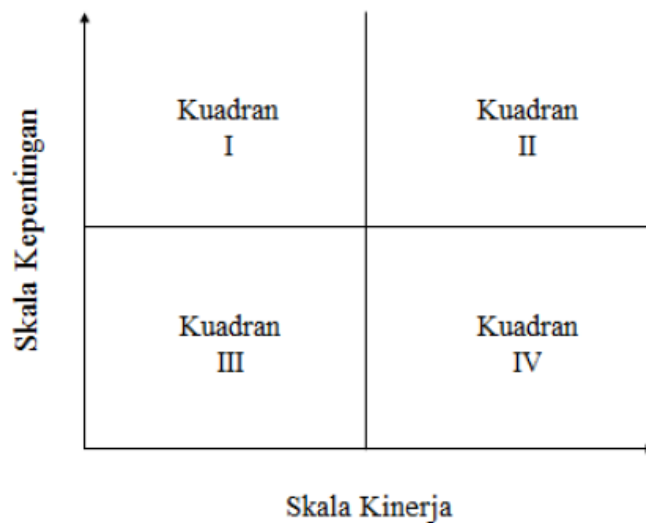 Skala Kepentingan
Kuadran
I
Kuadran
II
Kuadran
III
Kuadran
IV
Skala Kinerja